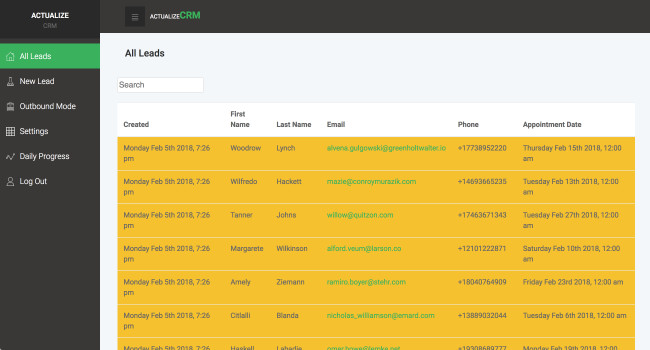 ACTUALIZE
CRM
All Leads
New Lead
Outbound Mode
Settings
Daily Progress
Log Out
ACTUALIZECRM
All Leads
Search
Created First Name Last Name Email Phone Appointment Date
Monday Feb 5th 2018, 7:26 pm Woodrow Lynch alvena.gulgowski@greenholtwalter.io +17738952220 Thursday Feb 15th 2018, 12:00 am
Monday Feb 5th 2018, 7:26 pm Wilfredo Hackett mazie@conroymurazik.com +14693665235 Tuesday Feb 13th 2018, 12:00 am
Monday Feb 5th 2018, 7:26 pm Tanner Johns willow@quitzon.com +17463671343 Tuesday Feb 27th 2018, 12:00 am
Monday Feb 5th 2018, 7:26 pm Margarete Wilkinson alford.veum@larson.co +12101222871 Saturday Feb 10th 2018, 12:00 am
Monday Feb 5th 2018, 7:26 pm Amely Ziemann ramiro.boyer@stehr.com +18040764909 Friday Feb 23rd 2018, 12:00 am
Monday Feb 5th 2018, 7:26 pm Citlalli Blanda nicholas_williamson@emard.com +13889032044 Tuesday Feb 6th 2018, 12:00 am
Monday Feb 5th 2018, 7:26 Haskell +19308689777 Monday Feb 19th 2018, 12:00